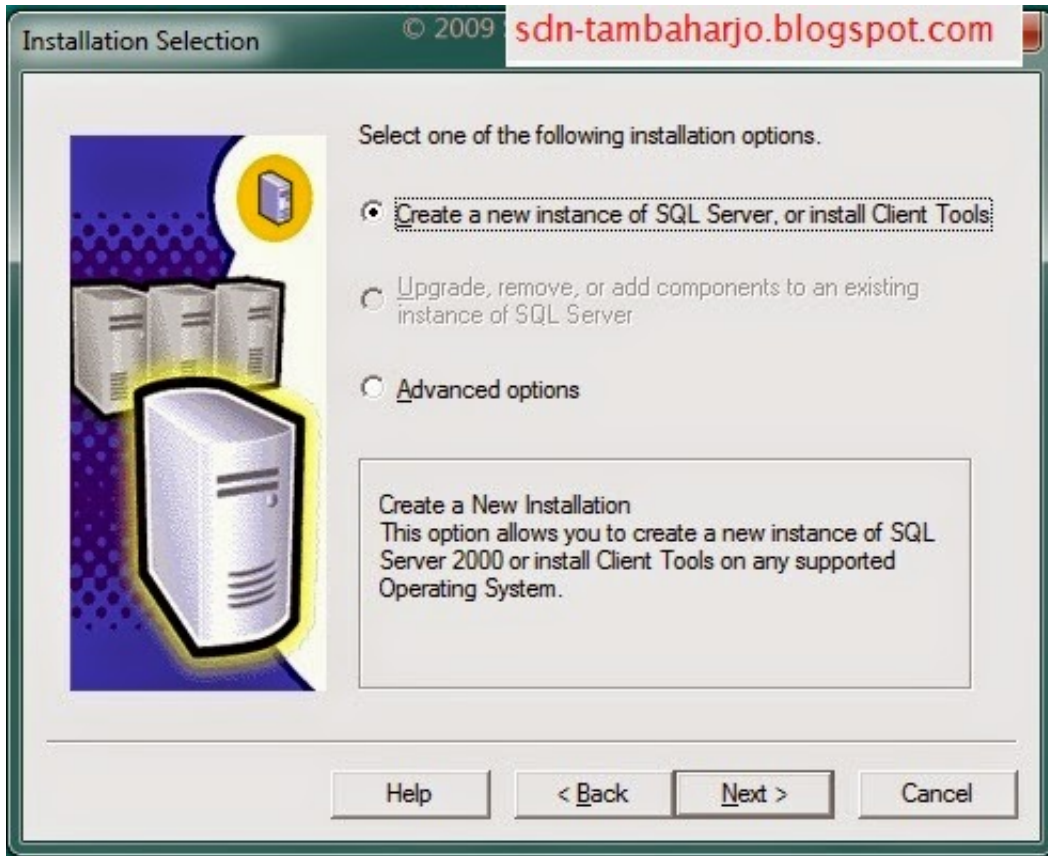 Installation Selection
© 2009
sdn-tambaharjo.blogspot.com
Select one of the following installation options.
Create a new instance of SQL Server, or install Client Tools
Upgrade, remove, or add components to an existing
instance of SQL Server
Advanced options
Create a New Installation
This option allows you to create a new instance of SQL
Server 2000 or install Client Tools on any supported
Operating System.
Help
< Back
Next >
Cancel